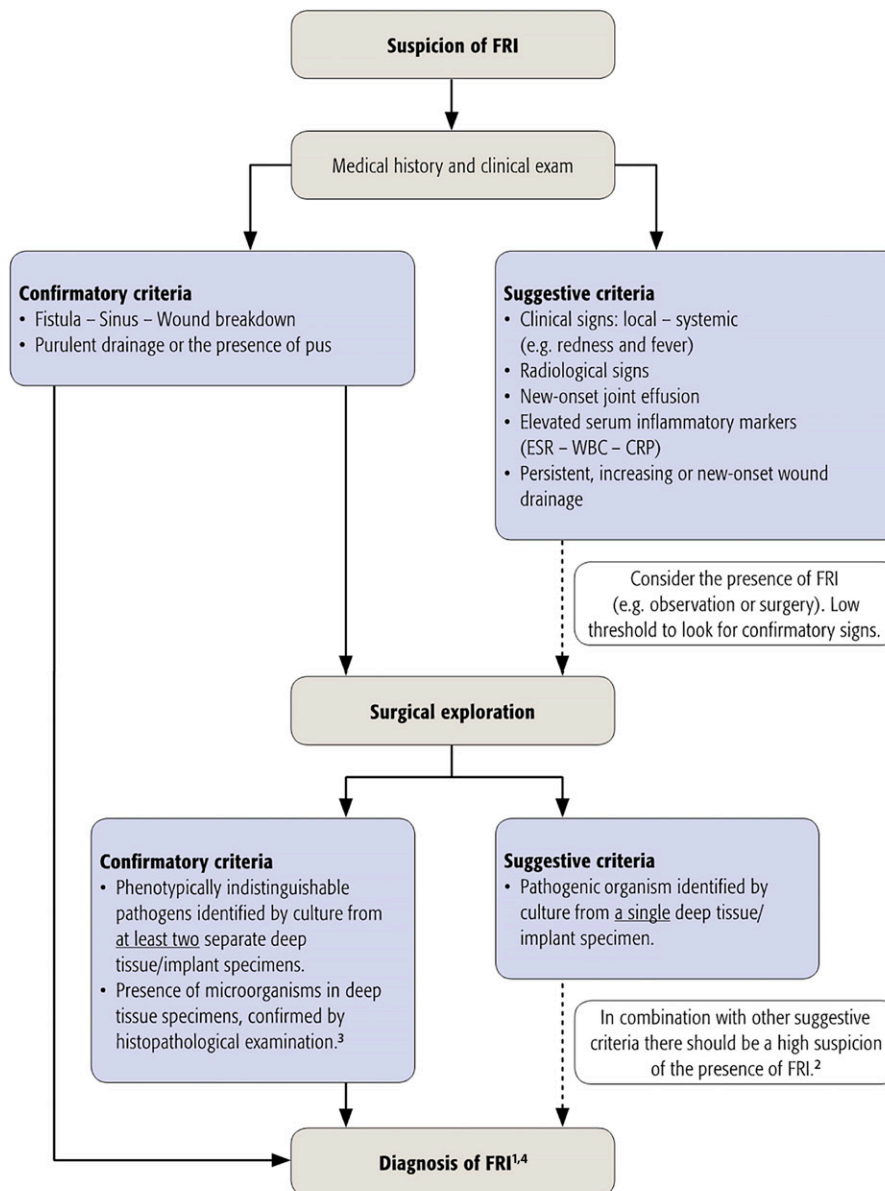 Suspicion of FRI
Medical history and clinical exam
Confirmatory criteria
• Fistula – Sinus – Wound breakdown
• Purulent drainage or the presence of pus
Suggestive criteria
• Clinical signs: local – systemic
(e.g. redness and fever)
• Radiological signs
• New-onset joint effusion
• Elevated serum inflammatory markers
(ESR – WBC – CRP)
• Persistent, increasing or new-onset wound
drainage
Consider the presence of FRI
(e.g. observation or surgery). Low
threshold to look for confirmatory signs.
Surgical exploration
Confirmatory criteria
• Phenotypically indistinguishable
pathogens identified by culture from
at least two separate deep
tissue/implant specimens.
• Presence of microorganisms in deep
tissue specimens, confirmed by
histopathological examination.³
Suggestive criteria
• Pathogenic organism identified by
culture from a single deep tissue/
implant specimen.
In combination with other suggestive
criteria there should be a high suspicion
of the presence of FRI.²
Diagnosis of FRI¹,⁴